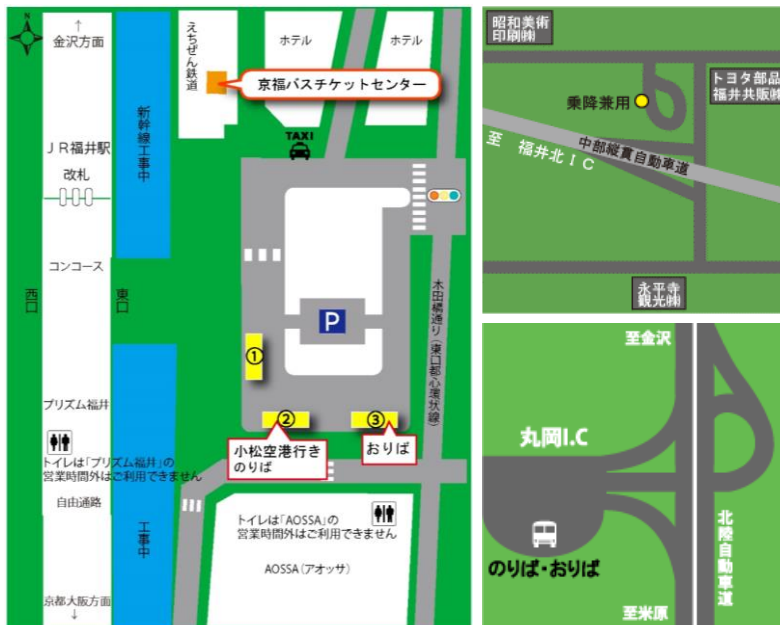 ↑
金沢方面
JR福井駅
改札
コンコース
西口
東口
プリズム福井
トイレは「プリズム福井」の
営業時間外はご利用できません
自由通路
京都大阪方面
↓
新幹線工事中
工事中
えちぜん鉄道
ホテル
ホテル
京福バスチケットセンター
TAXI
P
①
②
③
小松空港行き
のりば
おりば
木田橋通り(東口都心環状線)
トイレは「AOSSA」の
営業時間外はご利用できません
AOSSA(アオッサ)
昭和美術
印刷㈱
トヨタ部品
福井共販㈱
乗降兼用
中部縦貫自動車道
至 福井北IC
永平寺
観光㈱
至金沢
丸岡I.C
のりば・おりば
北陸自動車道
至米原